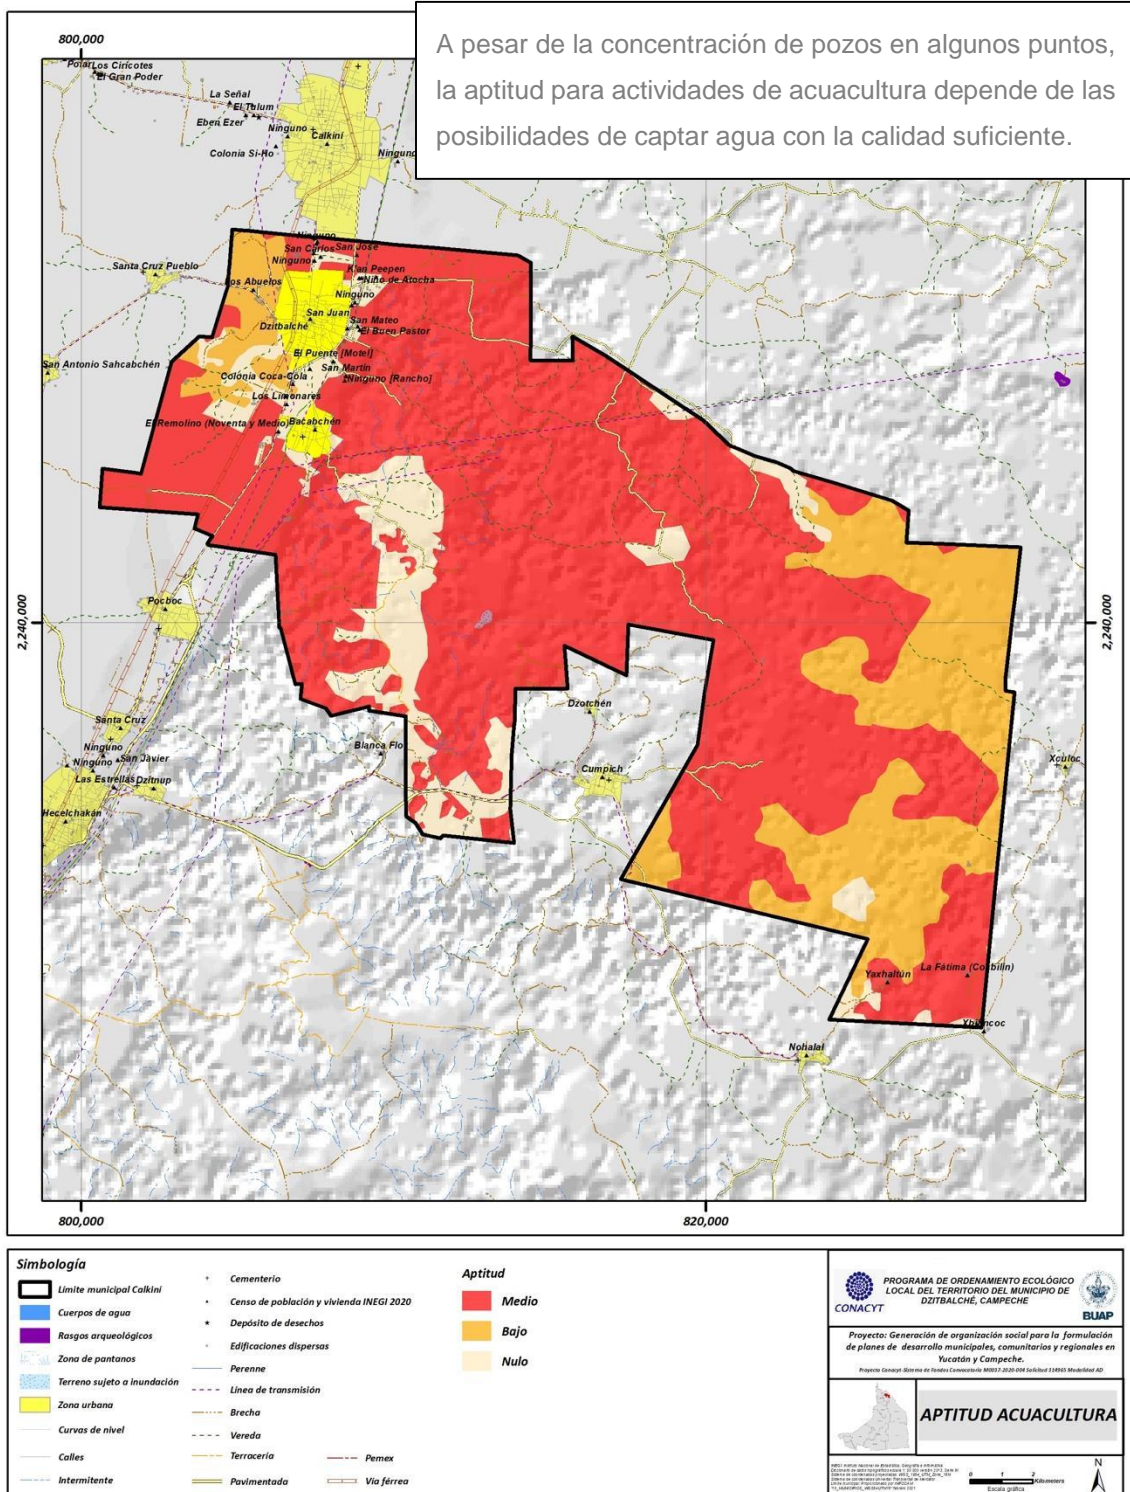 A pesar de la concentración de pozos en algunos puntos,
la aptitud para actividades de acuacultura depende de las
posibilidades de captar agua con la calidad suficiente.
800,000
Los Ciricotes
El Gran Poder
La Señal
El Tulum
Eben Ezer
Ninguno
Calkiní
Colonia Si-Ho
Ninguno
Ninguno
San Carlos
San José
Ninguno
Santa Cruz Pueblo
K'an Peepen
Niño de Atocha
Los Abuelos
Ninguno
San Juan
San Mateo
Dzitbalché
El Buen Pastor
El Puente [Motel]
San Antonio Sahcabchén
San Martín
Colonia Coca-Cola
Ninguno [Rancho]
Los Limonares
El Remolino (Noventa y Medio)
Bacabchén
2,240,000
2,240,000
Pocboc
Dzotchén
Santa Cruz
Blanca Flo
Ninguno
San Javier
Ninguno
Las Estrellas
Dzitnup
Cumpich
Xculoc
Hecelchakán
Yaxhaltún
La Fátima (Coxbilin)
Nohalal
800,000
820,000
Simbología
Límite municipal Calkiní
Cuerpos de agua
Rasgos arqueológicos
Zona de pantanos
Terreno sujeto a inundación
Zona urbana
Curvas de nivel
Calles
Intermitente
Cementerio
Censo de población y vivienda INEGI 2020
Depósito de desechos
Edificaciones dispersas
Perenne
Línea de transmisión
Brecha
Vereda
Terracería
Pavimentada
Pemex
Vía férrea
Aptitud
Medio
Bajo
Nulo
CONACYT
PROGRAMA DE ORDENAMIENTO ECOLÓGICO
LOCAL DEL TERRITORIO DEL MUNICIPIO DE
DZITBALCHÉ, CAMPECHE
BUAP
Proyecto: Generación de organización social para la formulación
de planes de desarrollo municipales, comunitarios y regionales en
Yucatán y Campeche.
APTITUD ACUACULTURA
0 1 2
Kilometers
Escala gráfica
N